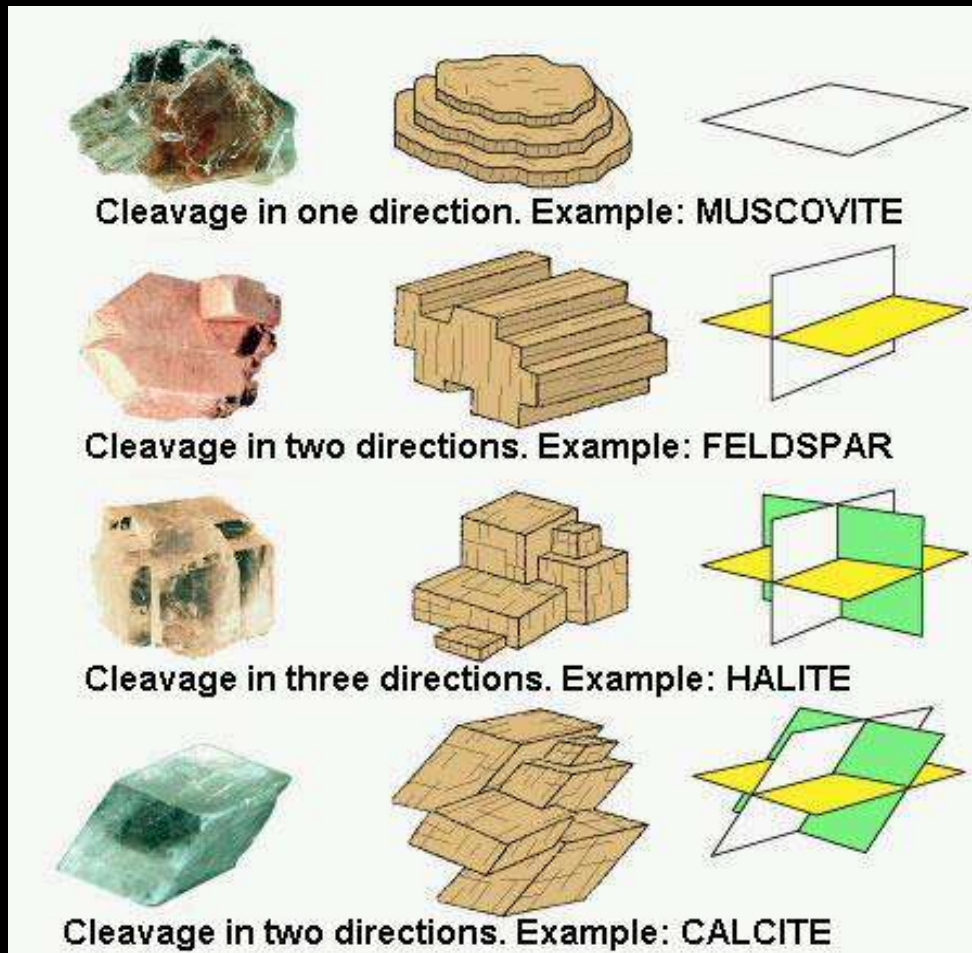 Cleavage in one direction. Example: MUSCOVITE
Cleavage in two directions. Example: FELDSPAR
Cleavage in three directions. Example: HALITE
Cleavage in two directions. Example: CALCITE